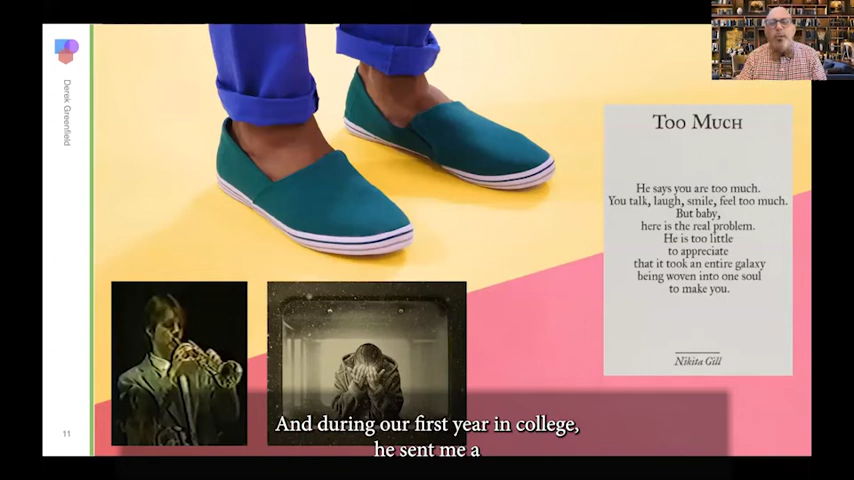 Derek Greenfield
Too Much
He says you are too much.
You talk, laugh, smile, feel too much.
But baby,
here is the real problem.
He is too little
to appreciate
that it took an entire galaxy
being woven into one soul
to make you.
Nikita Gill
11
And during our first year in college,
he sent me a